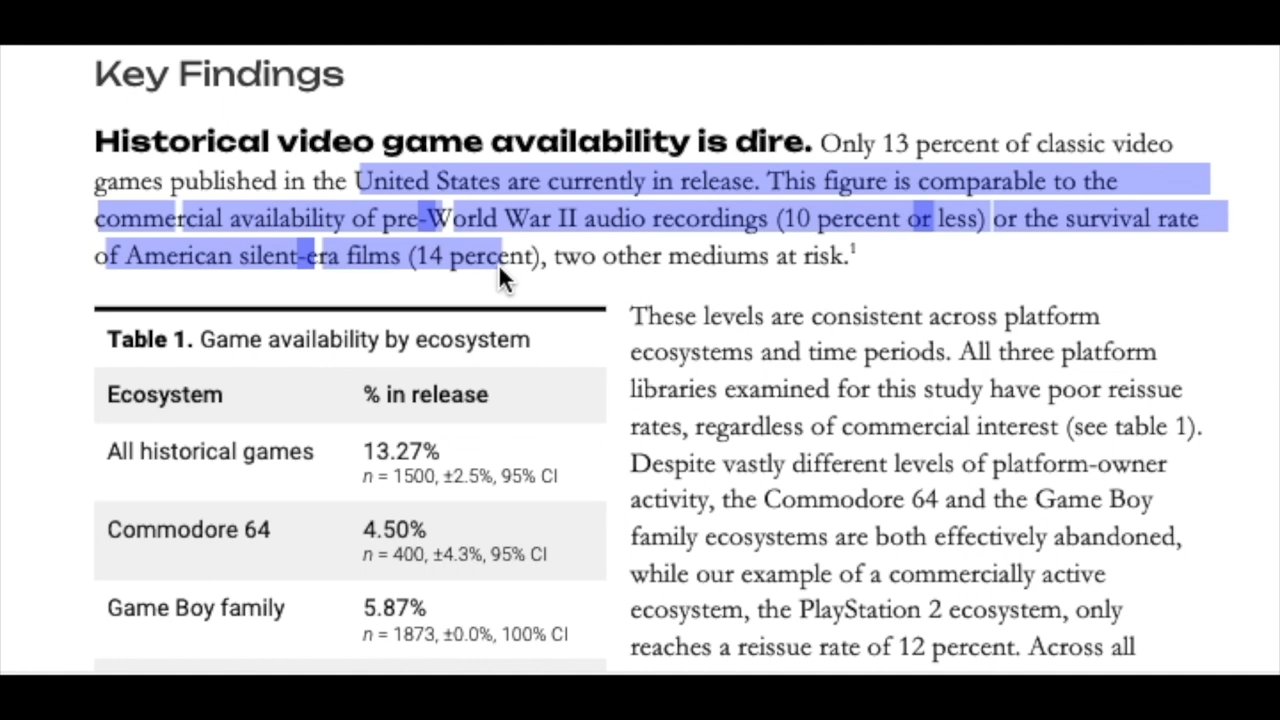 Key Findings
Historical video game availability is dire. Only 13 percent of classic video
games published in the United States are currently in release. This figure is comparable to the
commercial availability of pre-World War II audio recordings (10 percent or less) or the survival rate
of American silent-era films (14 percent), two other mediums at risk.1
Table 1. Game availability by ecosystem
Ecosystem % in release
All historical games 13.27%
n = 1500, ±2.5%, 95% CI
Commodore 64 4.50%
n = 400, ±4.3%, 95% CI
Game Boy family 5.87%
n = 1873, ±0.0%, 100% CI
These levels are consistent across platform
ecosystems and time periods. All three platform
libraries examined for this study have poor reissue
rates, regardless of commercial interest (see table 1).
Despite vastly different levels of platform-owner
activity, the Commodore 64 and the Game Boy
family ecosystems are both effectively abandoned,
while our example of a commercially active
ecosystem, the PlayStation 2 ecosystem, only
reaches a reissue rate of 12 percent. Across all